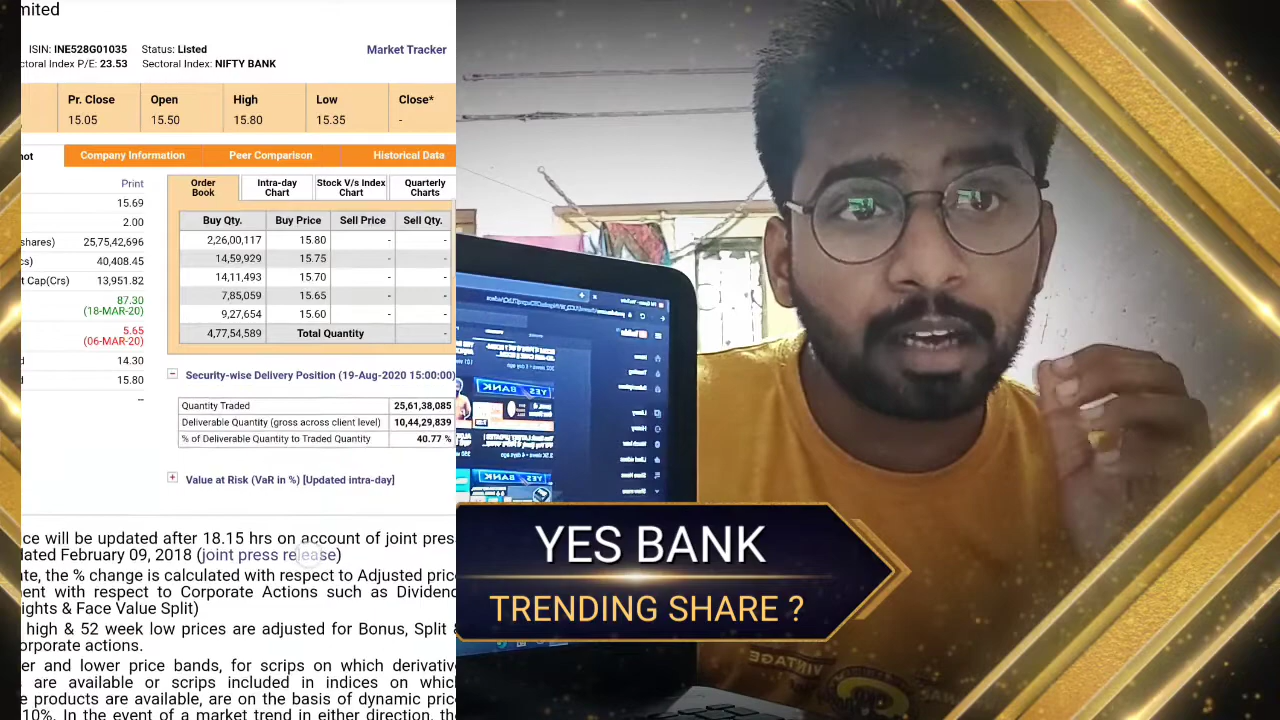 mited
ISIN: INE528G01035 Status: Listed Market Tracker
ctoral Index P/E: 23.53 Sectoral Index: NIFTY BANK
Pr. Close Open High Low Close*
15.05 15.50 15.80 15.35 -
not Company Information Peer Comparison Historical Data
Print
15.69
2.00
shares) 25,75,42,696
cs) 40,408.45
t Cap(Crs) 13,951.82
87.30
(18-MAR-20)
5.65
(06-MAR-20)
d 14.30
d 15.80
--
Order Book Intra-day Chart Stock V/s Index Chart Quarterly Charts
Buy Qty. Buy Price Sell Price Sell Qty.
2,26,00,117 15.80 - -
14,59,929 15.75 - -
14,11,493 15.70 - -
7,85,059 15.65 - -
9,27,654 15.60 - -
4,77,54,589 Total Quantity -
Security-wise Delivery Position (19-Aug-2020 15:00:00)
Quantity Traded 25,61,38,085
Deliverable Quantity (gross across client level) 10,44,29,839
% of Deliverable Quantity to Traded Quantity 40.77 %
Value at Risk (VaR in %) [Updated intra-day]
ce will be updated after 18.15 hrs on account of joint pres
dated February 09, 2018 (joint press release)
ate, the % change is calculated with respect to Adjusted pric
ent with respect to Corporate Actions such as Dividend
ights & Face Value Split)
high & 52 week low prices are adjusted for Bonus, Split &
orporate actions.
er and lower price bands, for scrips on which derivativ
are available or scrips included in indices on whic
e products are available, are on the basis of dynamic pric
10%. In the event of a market trend in either direction, the
YES BANK
TRENDING SHARE ?
VINTAGE